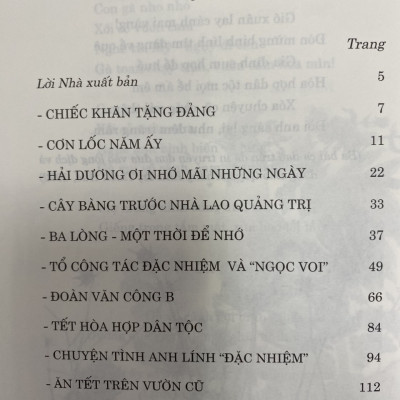 Trang
Lời Nhà xuất bản 5
- CHIẾC KHĂN TẶNG ĐẢNG 7
- CƠN LỐC NĂM ẤY 11
- HẢI DƯƠNG ƠI NHỚ MÃI NHỮNG NGÀY 22
- CÂY BÀNG TRƯỚC NHÀ LAO QUẢNG TRỊ 33
- BA LÒNG - MỘT THỜI ĐỂ NHỚ 37
- TỔ CÔNG TÁC ĐẶC NHIỆM VÀ “NGỌC VOI” 49
- ĐOÀN VĂN CÔNG B 66
- TẾT HÒA HỢP DÂN TỘC 84
- CHUYỆN TÌNH ANH LÍNH “ĐẶC NHIỆM” 94
- ĂN TẾT TRÊN VƯỜN CŨ 112